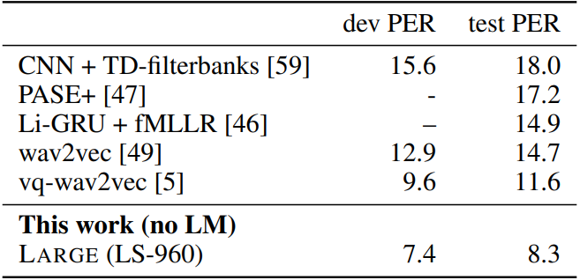 dev PER test PER
CNN + TD-filterbanks [59] 15.6 18.0
PASE+ [47] - 17.2
Li-GRU + fMLLR [46] – 14.9
wav2vec [49] 12.9 14.7
vq-wav2vec [5] 9.6 11.6
This work (no LM)
LARGE (LS-960) 7.4 8.3